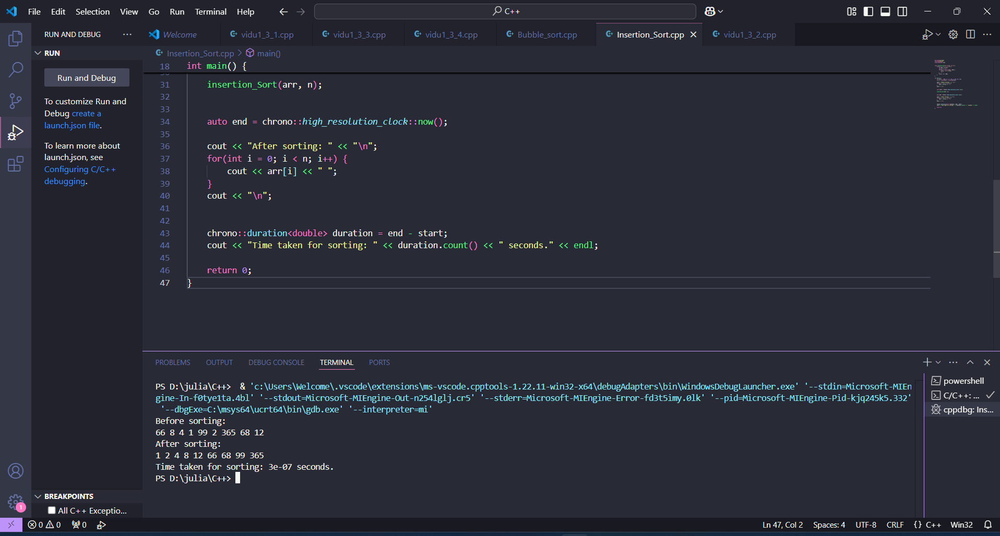 File Edit Selection View Go Run Terminal Help
C++
RUN AND DEBUG
Welcome
vidu1_3_1.cpp
vidu1_3_3.cpp
vidu1_3_4.cpp
Bubble_sort.cpp
Insertion_Sort.cpp
vidu1_3_2.cpp
RUN
Run and Debug
To customize Run and
Debug create a
launch.json file.
To learn more about
launch.json, see
Configuring C/C++
debugging.
Insertion_Sort.cpp > main()
18 int main() {
31 insertion_Sort(arr, n);
32
33
34 auto end = chrono::high_resolution_clock::now();
35
36 cout << "After sorting: " << "\n";
37 for(int i = 0; i < n; i++) {
38 cout << arr[i] << " ";
39 }
40 cout << "\n";
41
42
43 chrono::duration<double> duration = end - start;
44 cout << "Time taken for sorting: " << duration.count() << " seconds." << endl;
45
46 return 0;
47 }
PROBLEMS OUTPUT DEBUG CONSOLE TERMINAL PORTS
PS D:\julia\C++> & 'c:\Users\Welcome\.vscode\extensions\ms-vscode.cpptools-1.22.11-win32-x64\debugAdapters\bin\WindowsDebugLauncher.exe' '--stdin=Microsoft-MIEn
gine-In-f0tye1ta.4bl' '--stdout=Microsoft-MIEngine-Out-n254lglj.cr5' '--stderr=Microsoft-MIEngine-Error-fd3t5imy.0lk' '--pid=Microsoft-MIEngine-Pid-kjq245k5.332'
'--dbgExe=C:\msys64\ucrt64\bin\gdb.exe' '--interpreter=mi'
Before sorting:
66 8 4 1 99 2 365 68 12
After sorting:
1 2 4 8 12 66 68 99 365
Time taken for sorting: 3e-07 seconds.
PS D:\julia\C++>
powershell
C/C++: ...
cppdbg: Ins...
BREAKPOINTS
All C++ Exceptio...
1
0 0 0
Ln 47, Col 2 Spaces: 4 UTF-8 CRLF {} C++ Win32